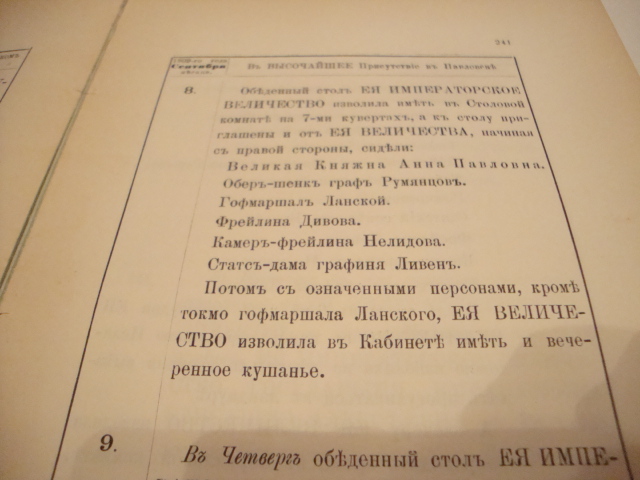 241
Сентября
Въ ВЫСОЧАЙШЕЕ Присутствіе въ Павловскѣ
8.
Обѣденный столъ ЕЯ ИМПЕРАТОРСКОЕ
ВЕЛИЧЕСТВО изволила имѣть въ Столовой
комнатѣ на 7-ми кувертахъ, а къ столу при-
глашены и отъ ЕЯ ВЕЛИЧЕСТВА, начиная
съ правой стороны, сидѣли:
Великая Княжна Анна Павловна.
Оберъ-шенкъ графъ Румянцовъ.
Гофмаршалъ Ланской.
Фрейлина Дивова.
Камеръ-фрейлина Нелидова.
Статсъ-дама графиня Ливенъ.
Потомъ съ означенными персонами, кромѣ
токмо гофмаршала Ланского, ЕЯ ВЕЛИЧЕ-
СТВО изволила въ Кабинетѣ имѣть и вече-
ренное кушанье.
9.
Въ Четвергъ обѣденный столъ ЕЯ ИМПЕ-